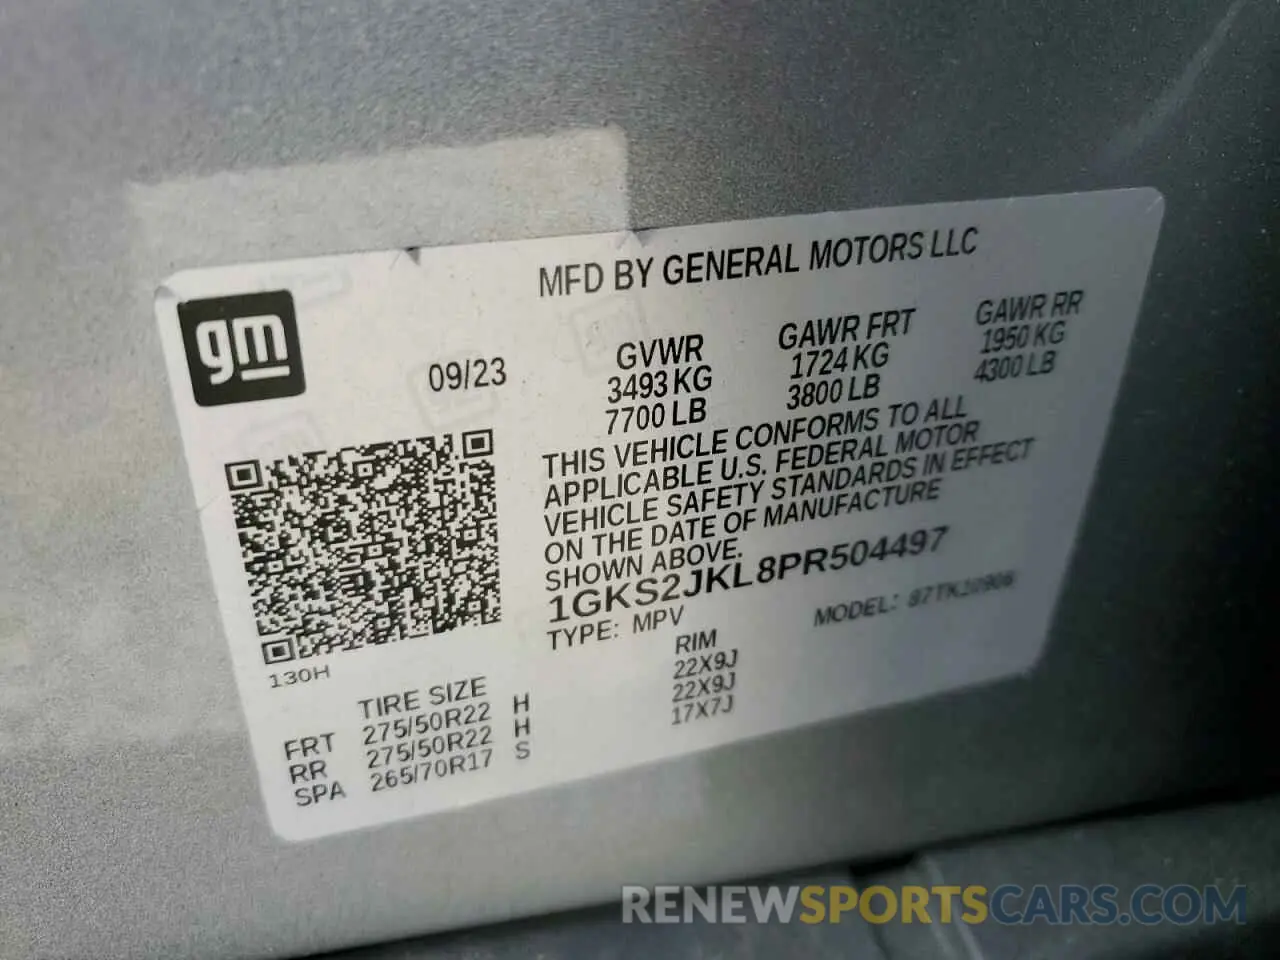 MFD BY GENERAL MOTORS LLC
gm
09/23
GVWR GAWR FRT GAWR RR
3493 KG 1724 KG 1950 KG
7700 LB 3800 LB 4300 LB
THIS VEHICLE CONFORMS TO ALL
APPLICABLE U.S. FEDERAL MOTOR
VEHICLE SAFETY STANDARDS IN EFFECT
ON THE DATE OF MANUFACTURE
SHOWN ABOVE.
1GKS2JKL8PR504497
TYPE: MPV MODEL:
130H
TIRE SIZE RIM
FRT 275/50R22 H 22X9J
RR 275/50R22 H 22X9J
SPA 265/70R17 S 17X7J
RENEWSPORTSCARS.COM